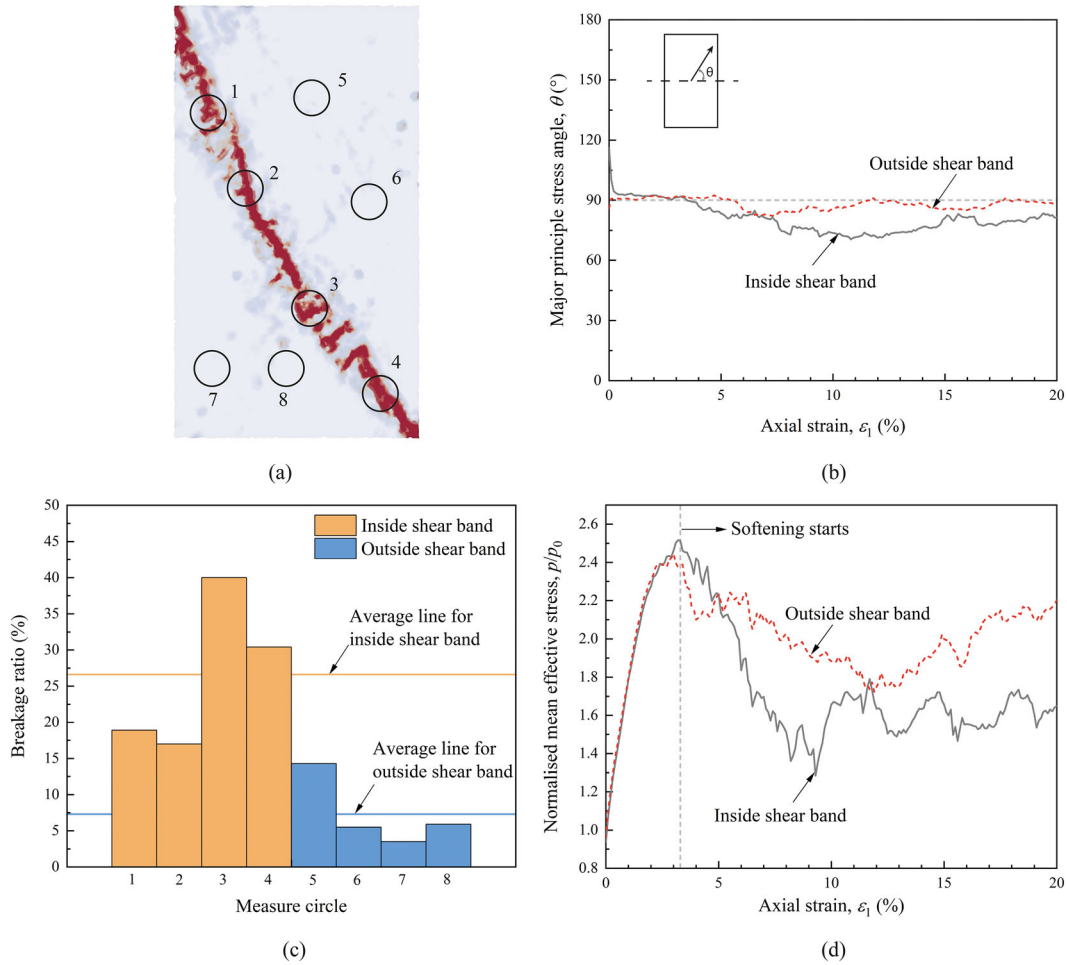 1
2
3
4
5
6
7
8
(a)
Major principle stress angle, θ (°)
180
150
120
90
60
30
0
θ
Outside shear band
Inside shear band
0
5
10
15
20
Axial strain, ε1 (%)
(b)
Breakage ratio (%)
50
45
40
35
30
25
20
15
10
5
0
Inside shear band
Outside shear band
Average line for
inside shear band
Average line for
outside shear band
1
2
3
4
5
6
7
8
Measure circle
(c)
Normalised mean effective stress, p/p0
2.6
2.4
2.2
2.0
1.8
1.6
1.4
1.2
1.0
0.8
Softening starts
Outside shear band
Inside shear band
0
5
10
15
20
Axial strain, ε1 (%)
(d)